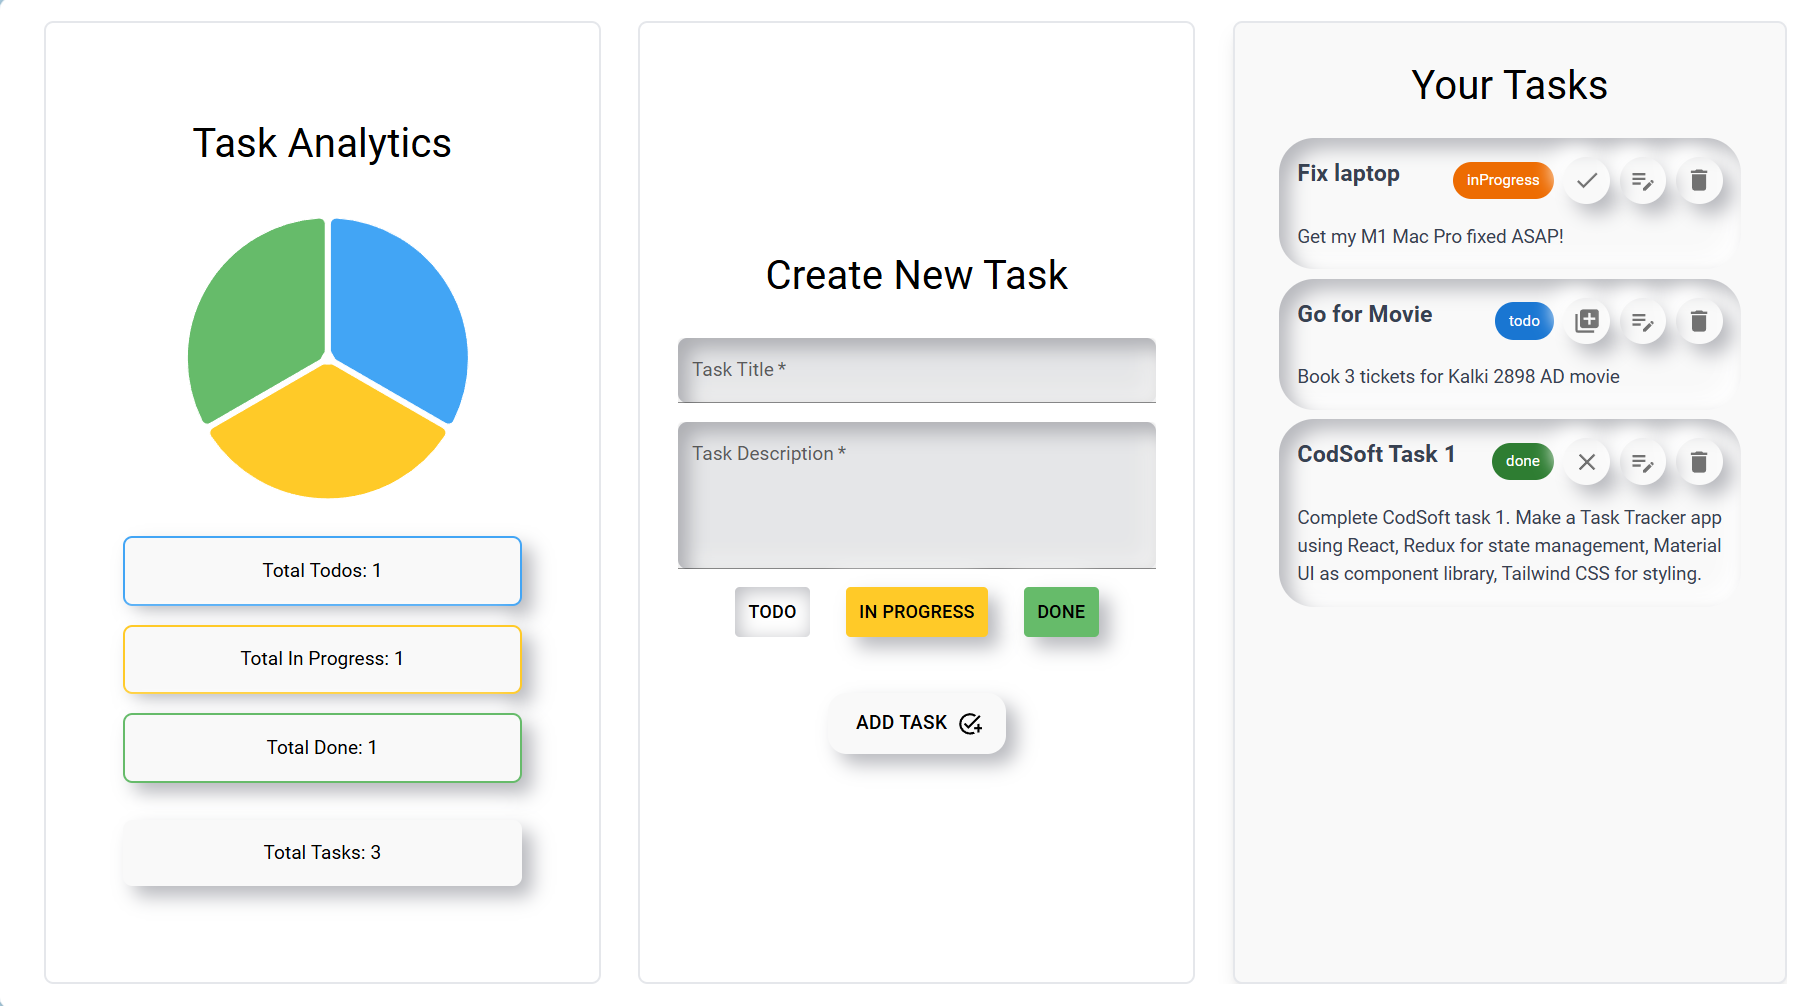 Task Analytics
Total Todos: 1
Total In Progress: 1
Total Done: 1
Total Tasks: 3
Create New Task
Task Title *
Task Description *
TODO
IN PROGRESS
DONE
ADD TASK
Your Tasks
Fix laptop
inProgress
Get my M1 Mac Pro fixed ASAP!
Go for Movie
todo
Book 3 tickets for Kalki 2898 AD movie
CodSoft Task 1
done
Complete CodSoft task 1. Make a Task Tracker app
using React, Redux for state management, Material
UI as component library, Tailwind CSS for styling.